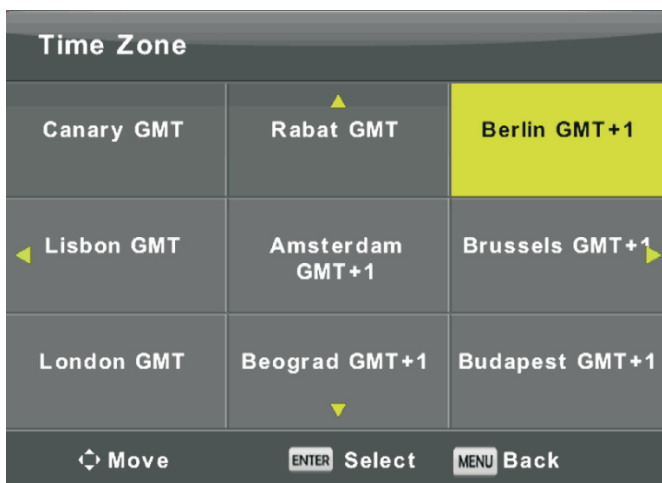 Time Zone
Canary GMT
Rabat GMT
Berlin GMT+1
Lisbon GMT
Amsterdam
GMT+1
Brussels GMT+1
London GMT
Beograd GMT+1
Budapest GMT+1
Move
ENTER Select
MENU Back